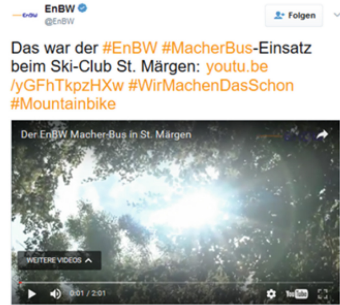 EnBW
EnBW
@EnBW
Folgen
Das war der #EnBW #MacherBus-Einsatz
beim Ski-Club St. Märgen: youtu.be
/yGFhTkpzHXw #WirMachenDasSchon
#Mountainbike
Der EnBW Macher-Bus in St. Märgen
WEITERE VIDEOS
0:01 / 2:01
YouTube